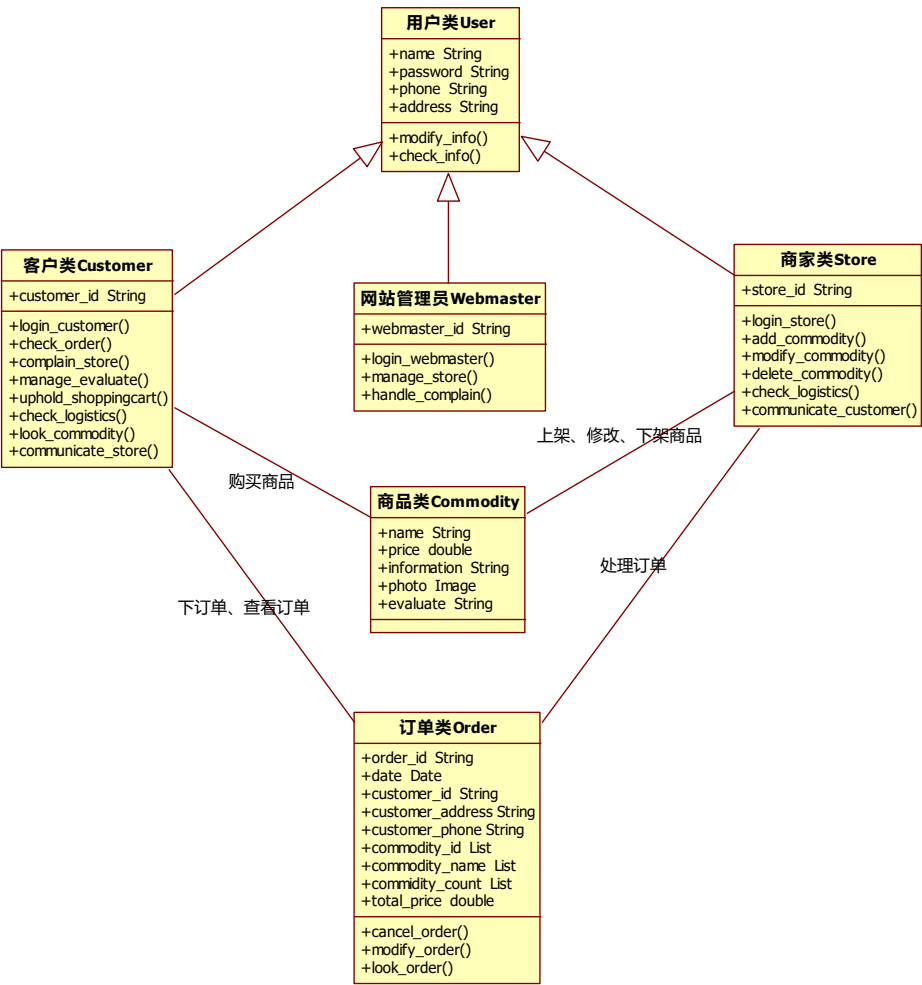 用户类User
+name String
+password String
+phone String
+address String
+modify_info()
+check_info()
客户类Customer
+customer_id String
+login_customer()
+check_order()
+complain_store()
+manage_evaluate()
+uphold_shoppingcart()
+check_logistics()
+look_commodity()
+communicate_store()
网站管理员Webmaster
+webmaster_id String
+login_webmaster()
+manage_store()
+handle_complain()
商家类Store
+store_id String
+login_store()
+add_commodity()
+modify_commodity()
+delete_commodity()
+check_logistics()
+communicate_customer()
上架、修改、下架商品
购买商品
商品类Commodity
+name String
+price double
+information String
+photo Image
+evaluate String
处理订单
下订单、查看订单
订单类Order
+order_id String
+date Date
+customer_id String
+customer_address String
+customer_phone String
+commodity_id List
+commodity_name List
+commidity_count List
+total_price double
+cancel_order()
+modify_order()
+look_order()